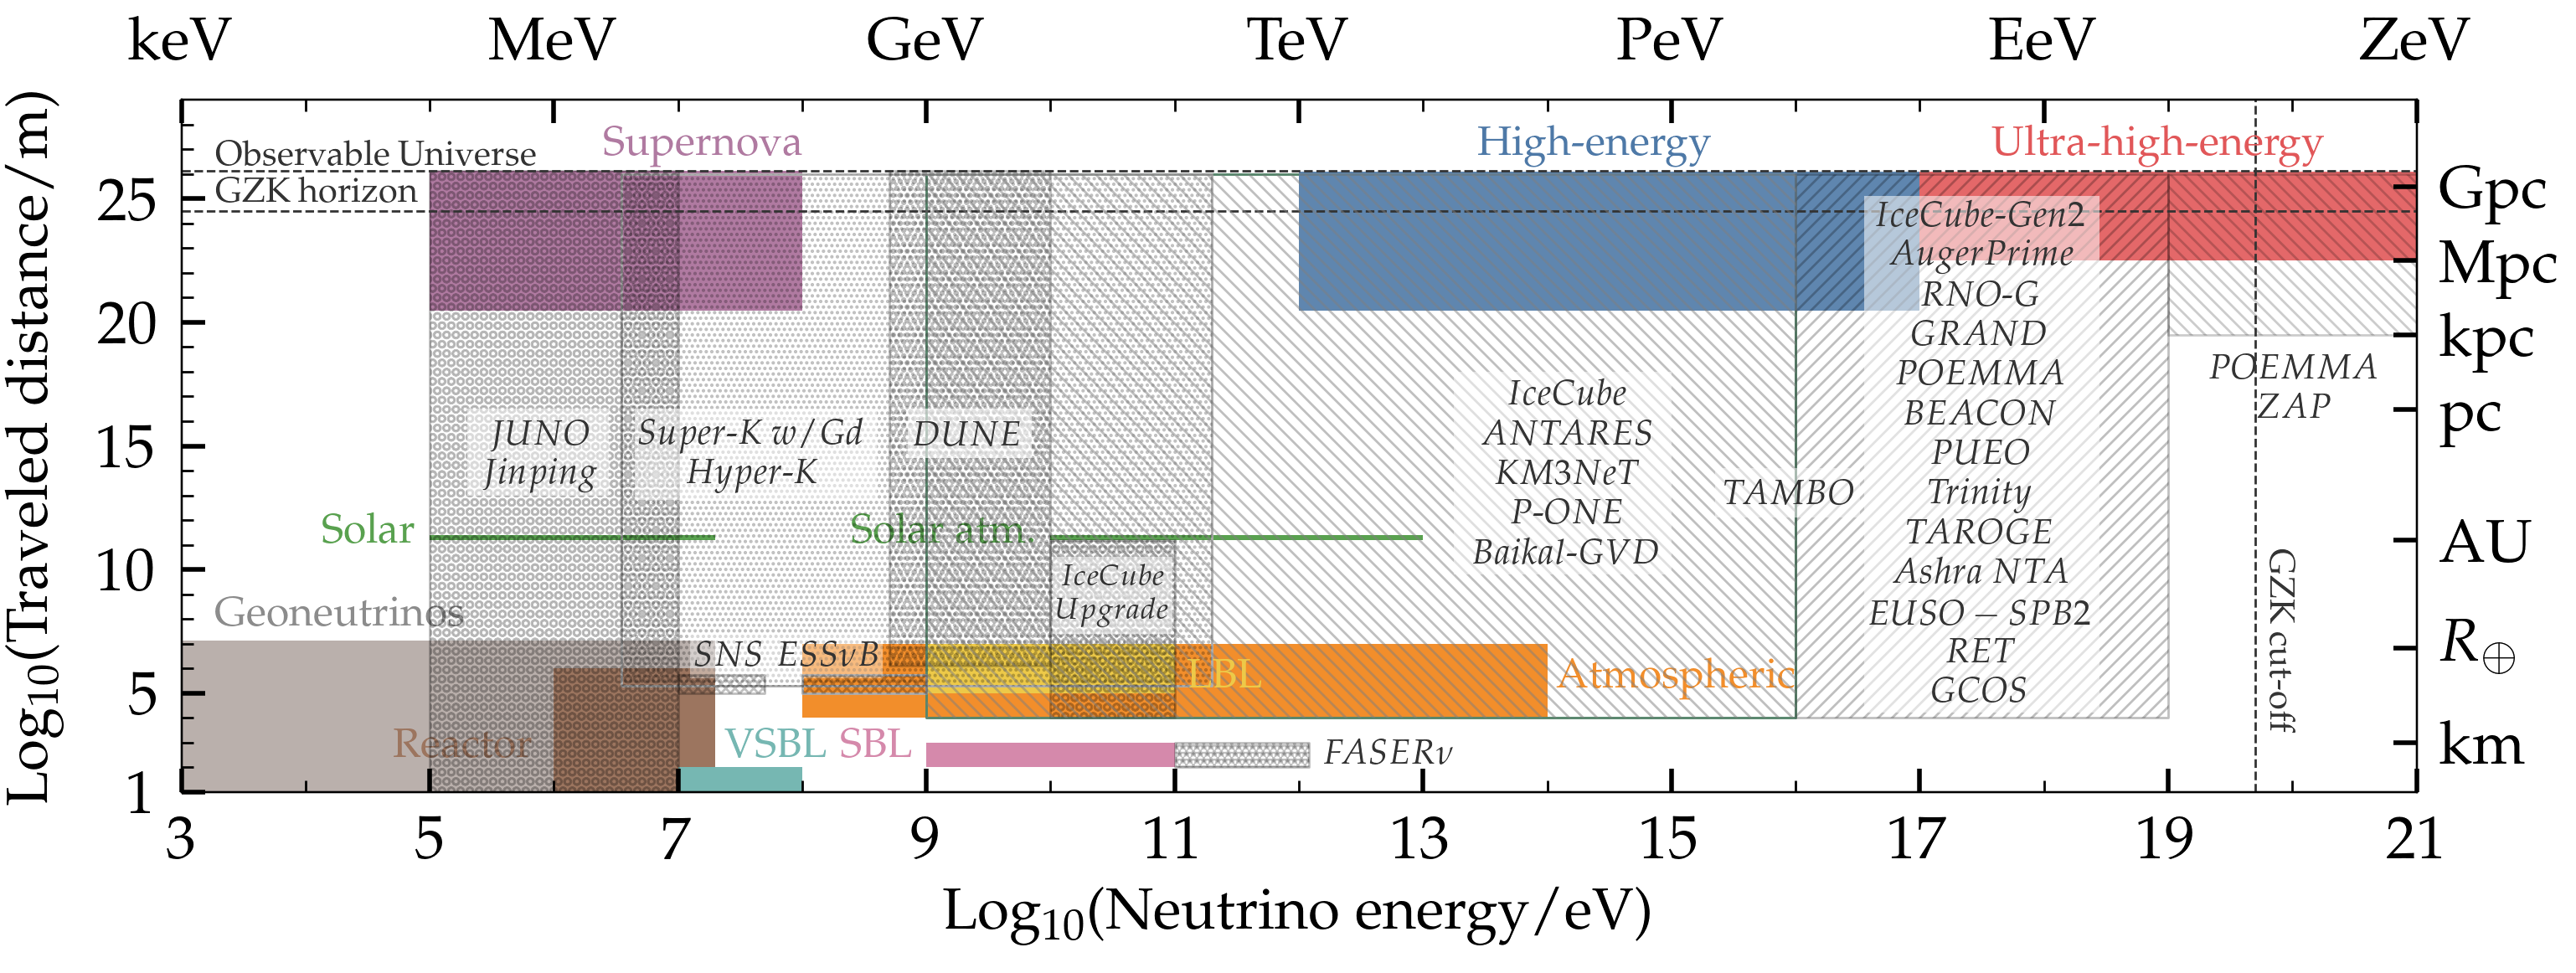 keV MeV GeV TeV PeV EeV ZeV
Log₁₀(Traveled distance/m)
25
20
15
10
5
1
Observable Universe
GZK horizon
Supernova
High-energy
Ultra-high-energy
Gpc
Mpc
kpc
pc
AU
R⊕
km
JUNO
Jinping
Super-K w/Gd
Hyper-K
DUNE
IceCube
ANTARES
KM3NeT
P-ONE
Baikal-GVD
TAMBO
IceCube-Gen2
AugerPrime
RNO-G
GRAND
POEMMA
BEACON
PUEO
Trinity
TAROGE
Ashra NTA
EUSO – SPB2
RET
GCOS
POEMMA
ZAP
GZK cut-off
Solar
Solar atm.
IceCube
Upgrade
Geoneutrinos
SNS
ESSνB
LBL
Atmospheric
Reactor
VSBL
SBL
FASERν
3 5 7 9 11 13 15 17 19 21
Log₁₀(Neutrino energy/eV)